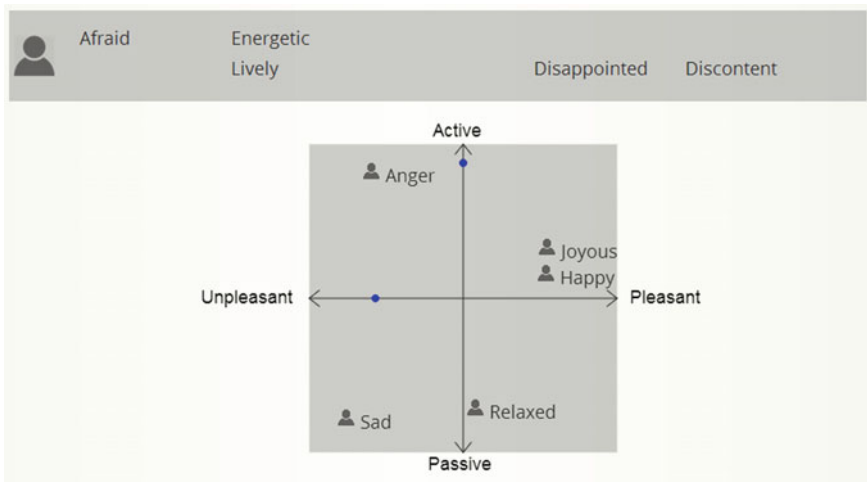 Afraid Energetic
Lively Disappointed Discontent
Active
Anger
Joyous
Happy
Unpleasant Pleasant
Relaxed
Sad
Passive